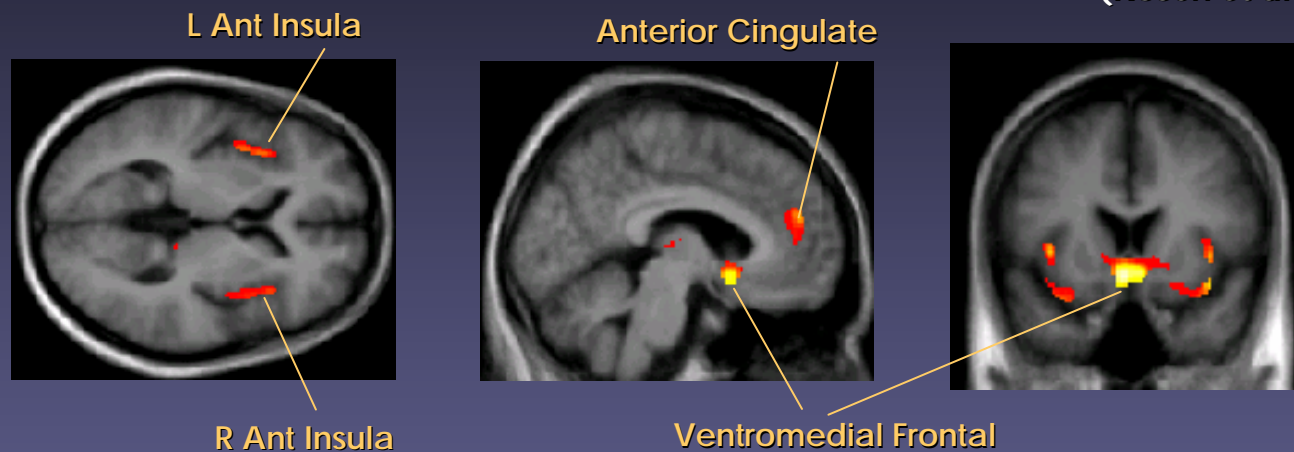 L Ant Insula
Anterior Cingulate
R Ant Insula
Ventromedial Frontal